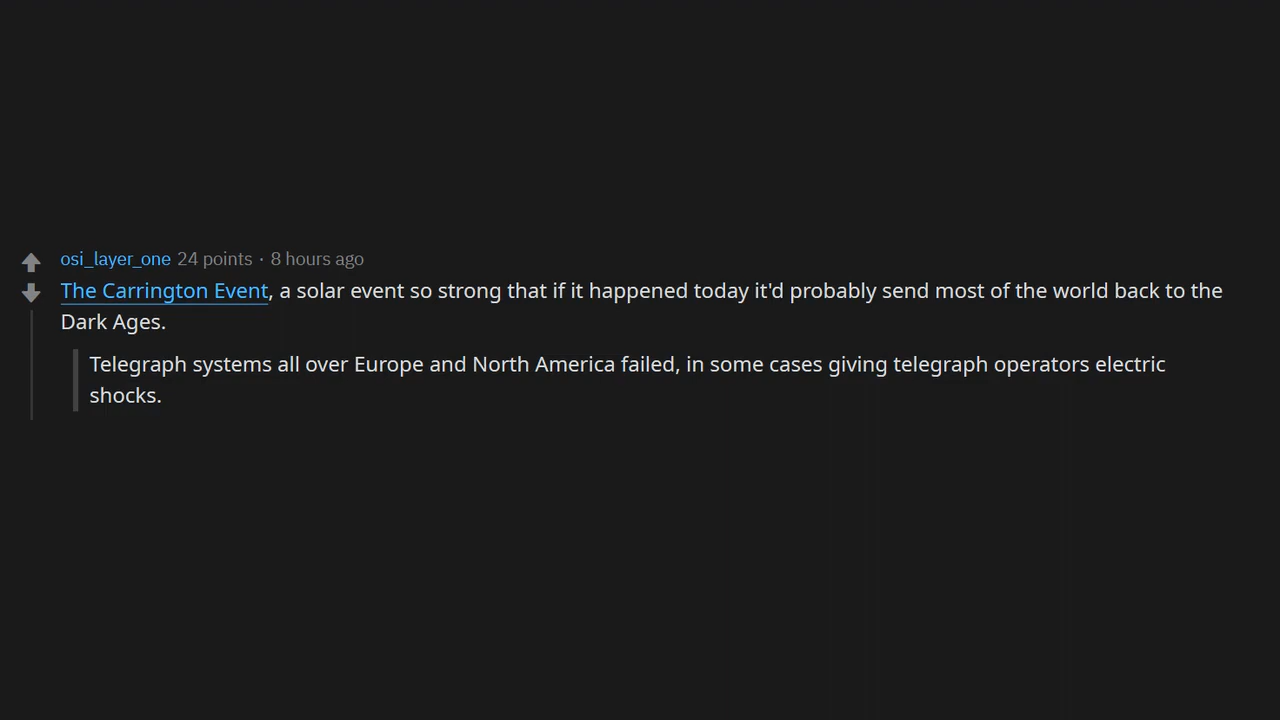 osi_layer_one 24 points · 8 hours ago
The Carrington Event, a solar event so strong that if it happened today it'd probably send most of the world back to the
Dark Ages.
Telegraph systems all over Europe and North America failed, in some cases giving telegraph operators electric
shocks.